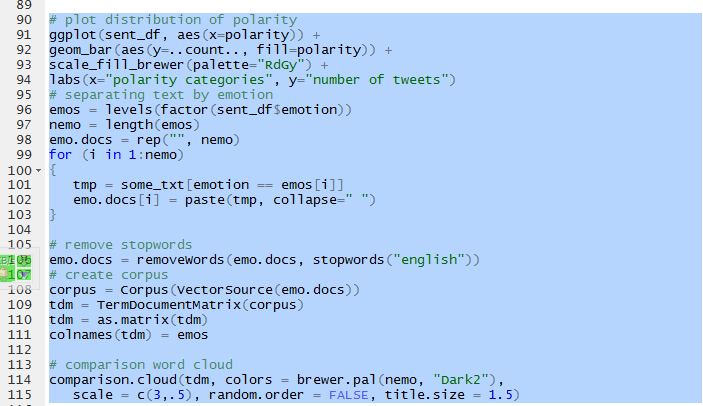 89
90 # plot distribution of polarity
91 ggplot(sent_df, aes(x=polarity)) +
92 geom_bar(aes(y=..count.., fill=polarity)) +
93 scale_fill_brewer(palette="RdGy") +
94 labs(x="polarity categories", y="number of tweets")
95 # separating text by emotion
96 emos = levels(factor(sent_df$emotion))
97 nemo = length(emos)
98 emo.docs = rep("", nemo)
99 for (i in 1:nemo)
100 {
101    tmp = some_txt[emotion == emos[i]]
102    emo.docs[i] = paste(tmp, collapse=" ")
103 }
104
105 # remove stopwords
106 emo.docs = removeWords(emo.docs, stopwords("english"))
107 # create corpus
108 corpus = Corpus(VectorSource(emo.docs))
109 tdm = TermDocumentMatrix(corpus)
110 tdm = as.matrix(tdm)
111 colnames(tdm) = emos
112
113 # comparison word cloud
114 comparison.cloud(tdm, colors = brewer.pal(nemo, "Dark2"),
115    scale = c(3,.5), random.order = FALSE, title.size = 1.5)